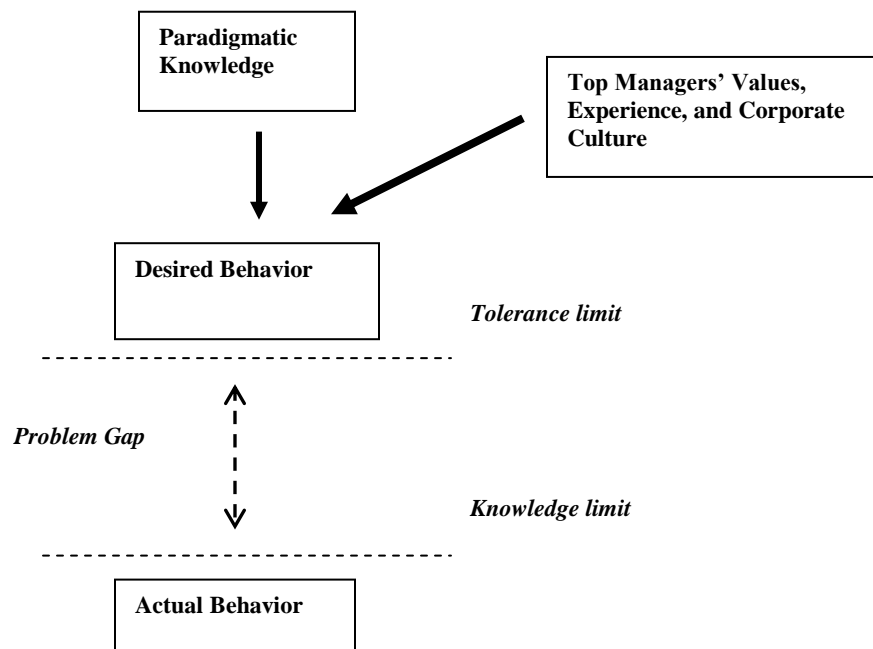 Paradigmatic
Knowledge
Top Managers’ Values,
Experience, and Corporate
Culture
Desired Behavior
Tolerance limit
Problem Gap
Knowledge limit
Actual Behavior